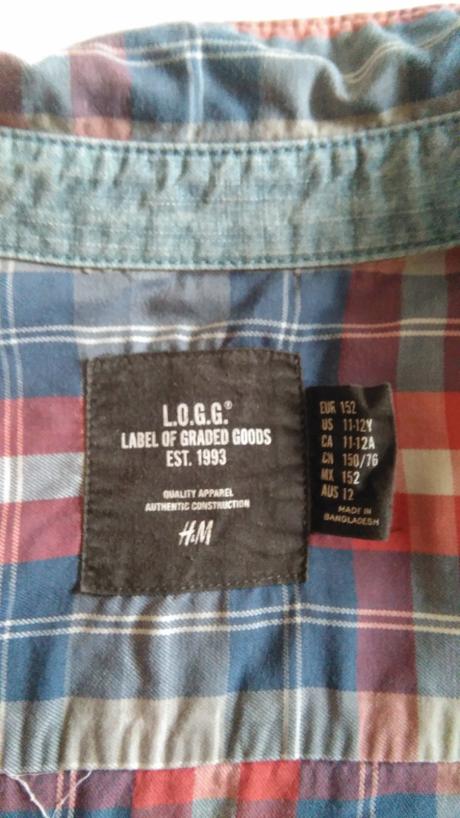 L.O.G.G.®
LABEL OF GRADED GOODS
EST. 1993
QUALITY APPAREL
AUTHENTIC CONSTRUCTION
H&M
EUR 152
US 11-12Y
CA 11-12A
CN 150/76
MX 152
AUS 12
MADE IN
BANGLADESH